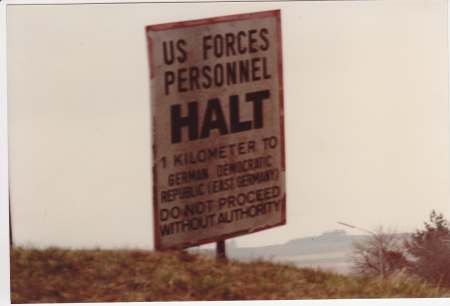 US FORCES
PERSONNEL
HALT
1 KILOMETER TO
GERMAN DEMOCRATIC
REPUBLIC (EAST GERMANY)
DO NOT PROCEED
WITHOUT AUTHORITY